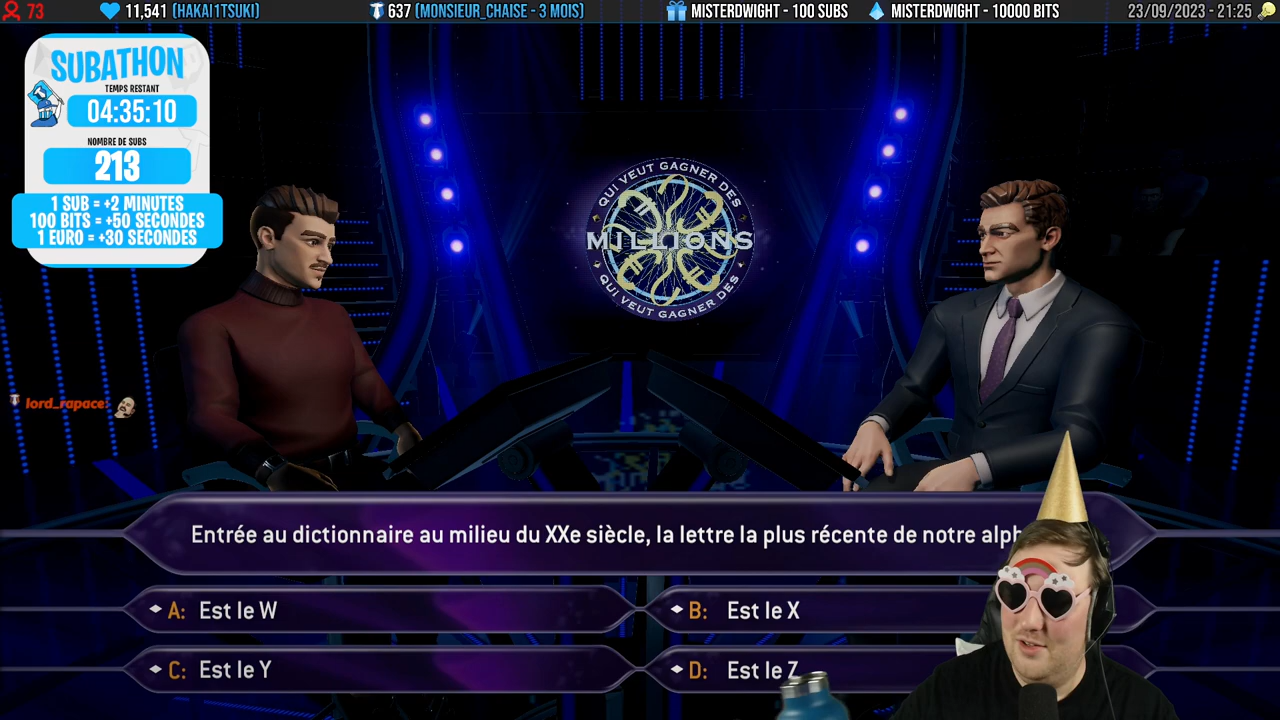 73
11,541 (HAKAI1TSUKI)
637 (MONSIEUR_CHAISE - 3 MOIS)
MISTERDWIGHT - 100 SUBS
MISTERDWIGHT - 10000 BITS
23/09/2023 - 21:25
SUBATHON
TEMPS RESTANT
04:35:10
NOMBRE DE SUBS
213
1 SUB = +2 MINUTES
100 BITS = +50 SECONDES
1 EURO = +30 SECONDES
QUI VEUT GAGNER DES
MILLIONS
QUI VEUT GAGNER DES
lord_rapace:
Entrée au dictionnaire au milieu du XXe siècle, la lettre la plus récente de notre alph
A: Est le W
B: Est le X
C: Est le Y
D: Est le Z